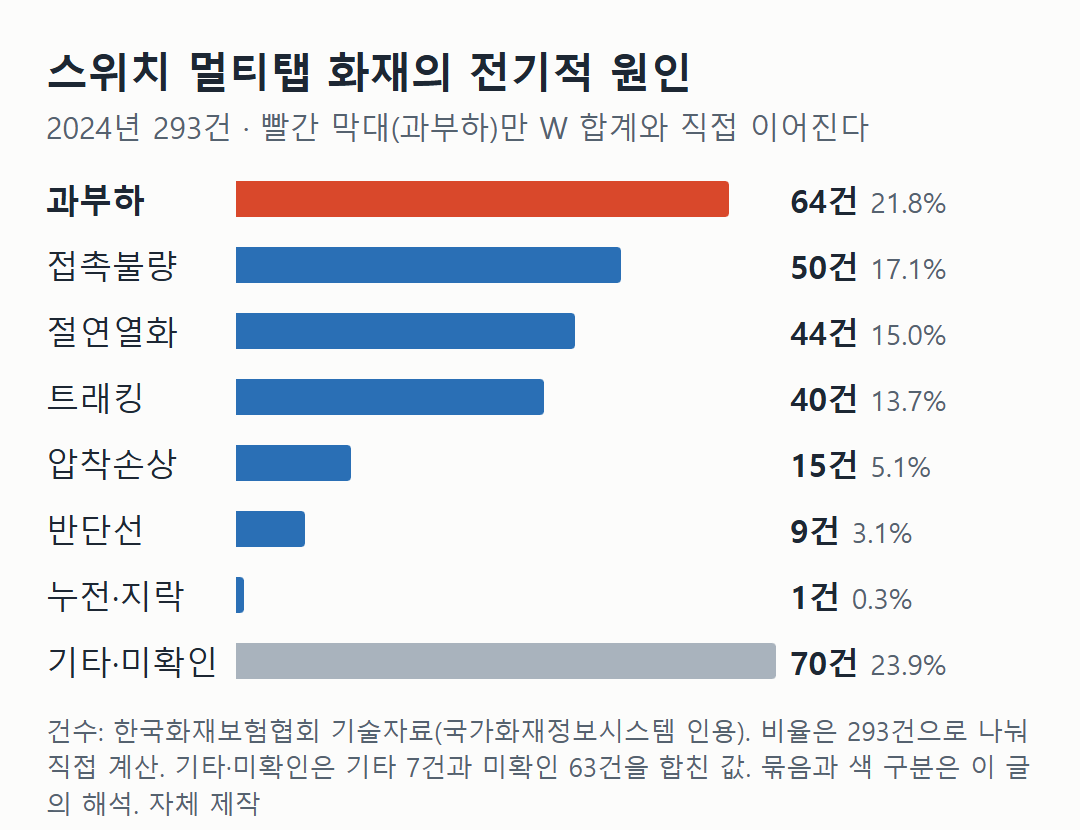 스위치 멀티탭 화재의 전기적 원인
2024년 293건 · 빨간 막대(과부하)만 W 합계와 직접 이어진다
과부하 64건 21.8%
접촉불량 50건 17.1%
절연열화 44건 15.0%
트래킹 40건 13.7%
압착손상 15건 5.1%
반단선 9건 3.1%
누전·지락 1건 0.3%
기타·미확인 70건 23.9%
건수: 한국화재보험협회 기술자료(국가화재정보시스템 인용). 비율은 293건으로 나눠
직접 계산. 기타·미확인은 기타 7건과 미확인 63건을 합친 값. 묶음과 색 구분은 이 글
의 해석. 자체 제작